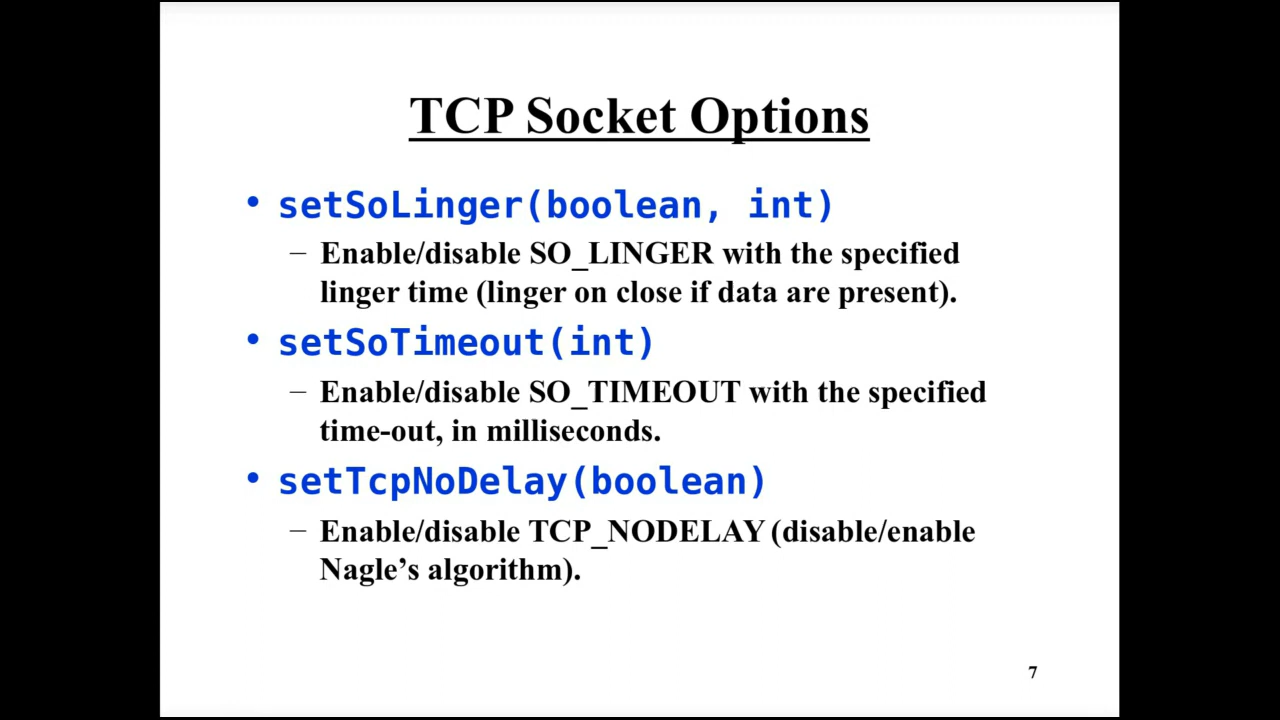 TCP Socket Options
• setSoLinger(boolean, int)
– Enable/disable SO_LINGER with the specified
linger time (linger on close if data are present).
• setSoTimeout(int)
– Enable/disable SO_TIMEOUT with the specified
time-out, in milliseconds.
• setTcpNoDelay(boolean)
– Enable/disable TCP_NODELAY (disable/enable
Nagle’s algorithm).
7